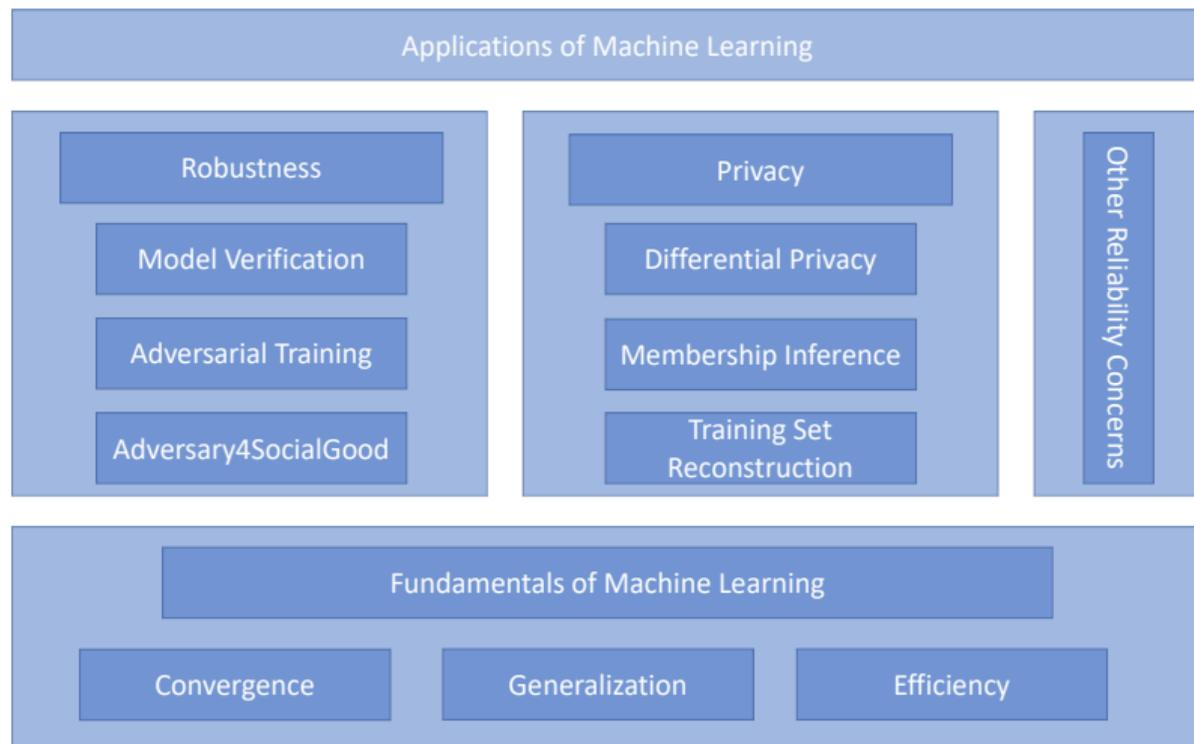 Applications of Machine Learning
Robustness
Model Verification
Adversarial Training
Adversary4SocialGood
Privacy
Differential Privacy
Membership Inference
Training Set
Reconstruction
Other Reliability Concerns
Fundamentals of Machine Learning
Convergence
Generalization
Efficiency